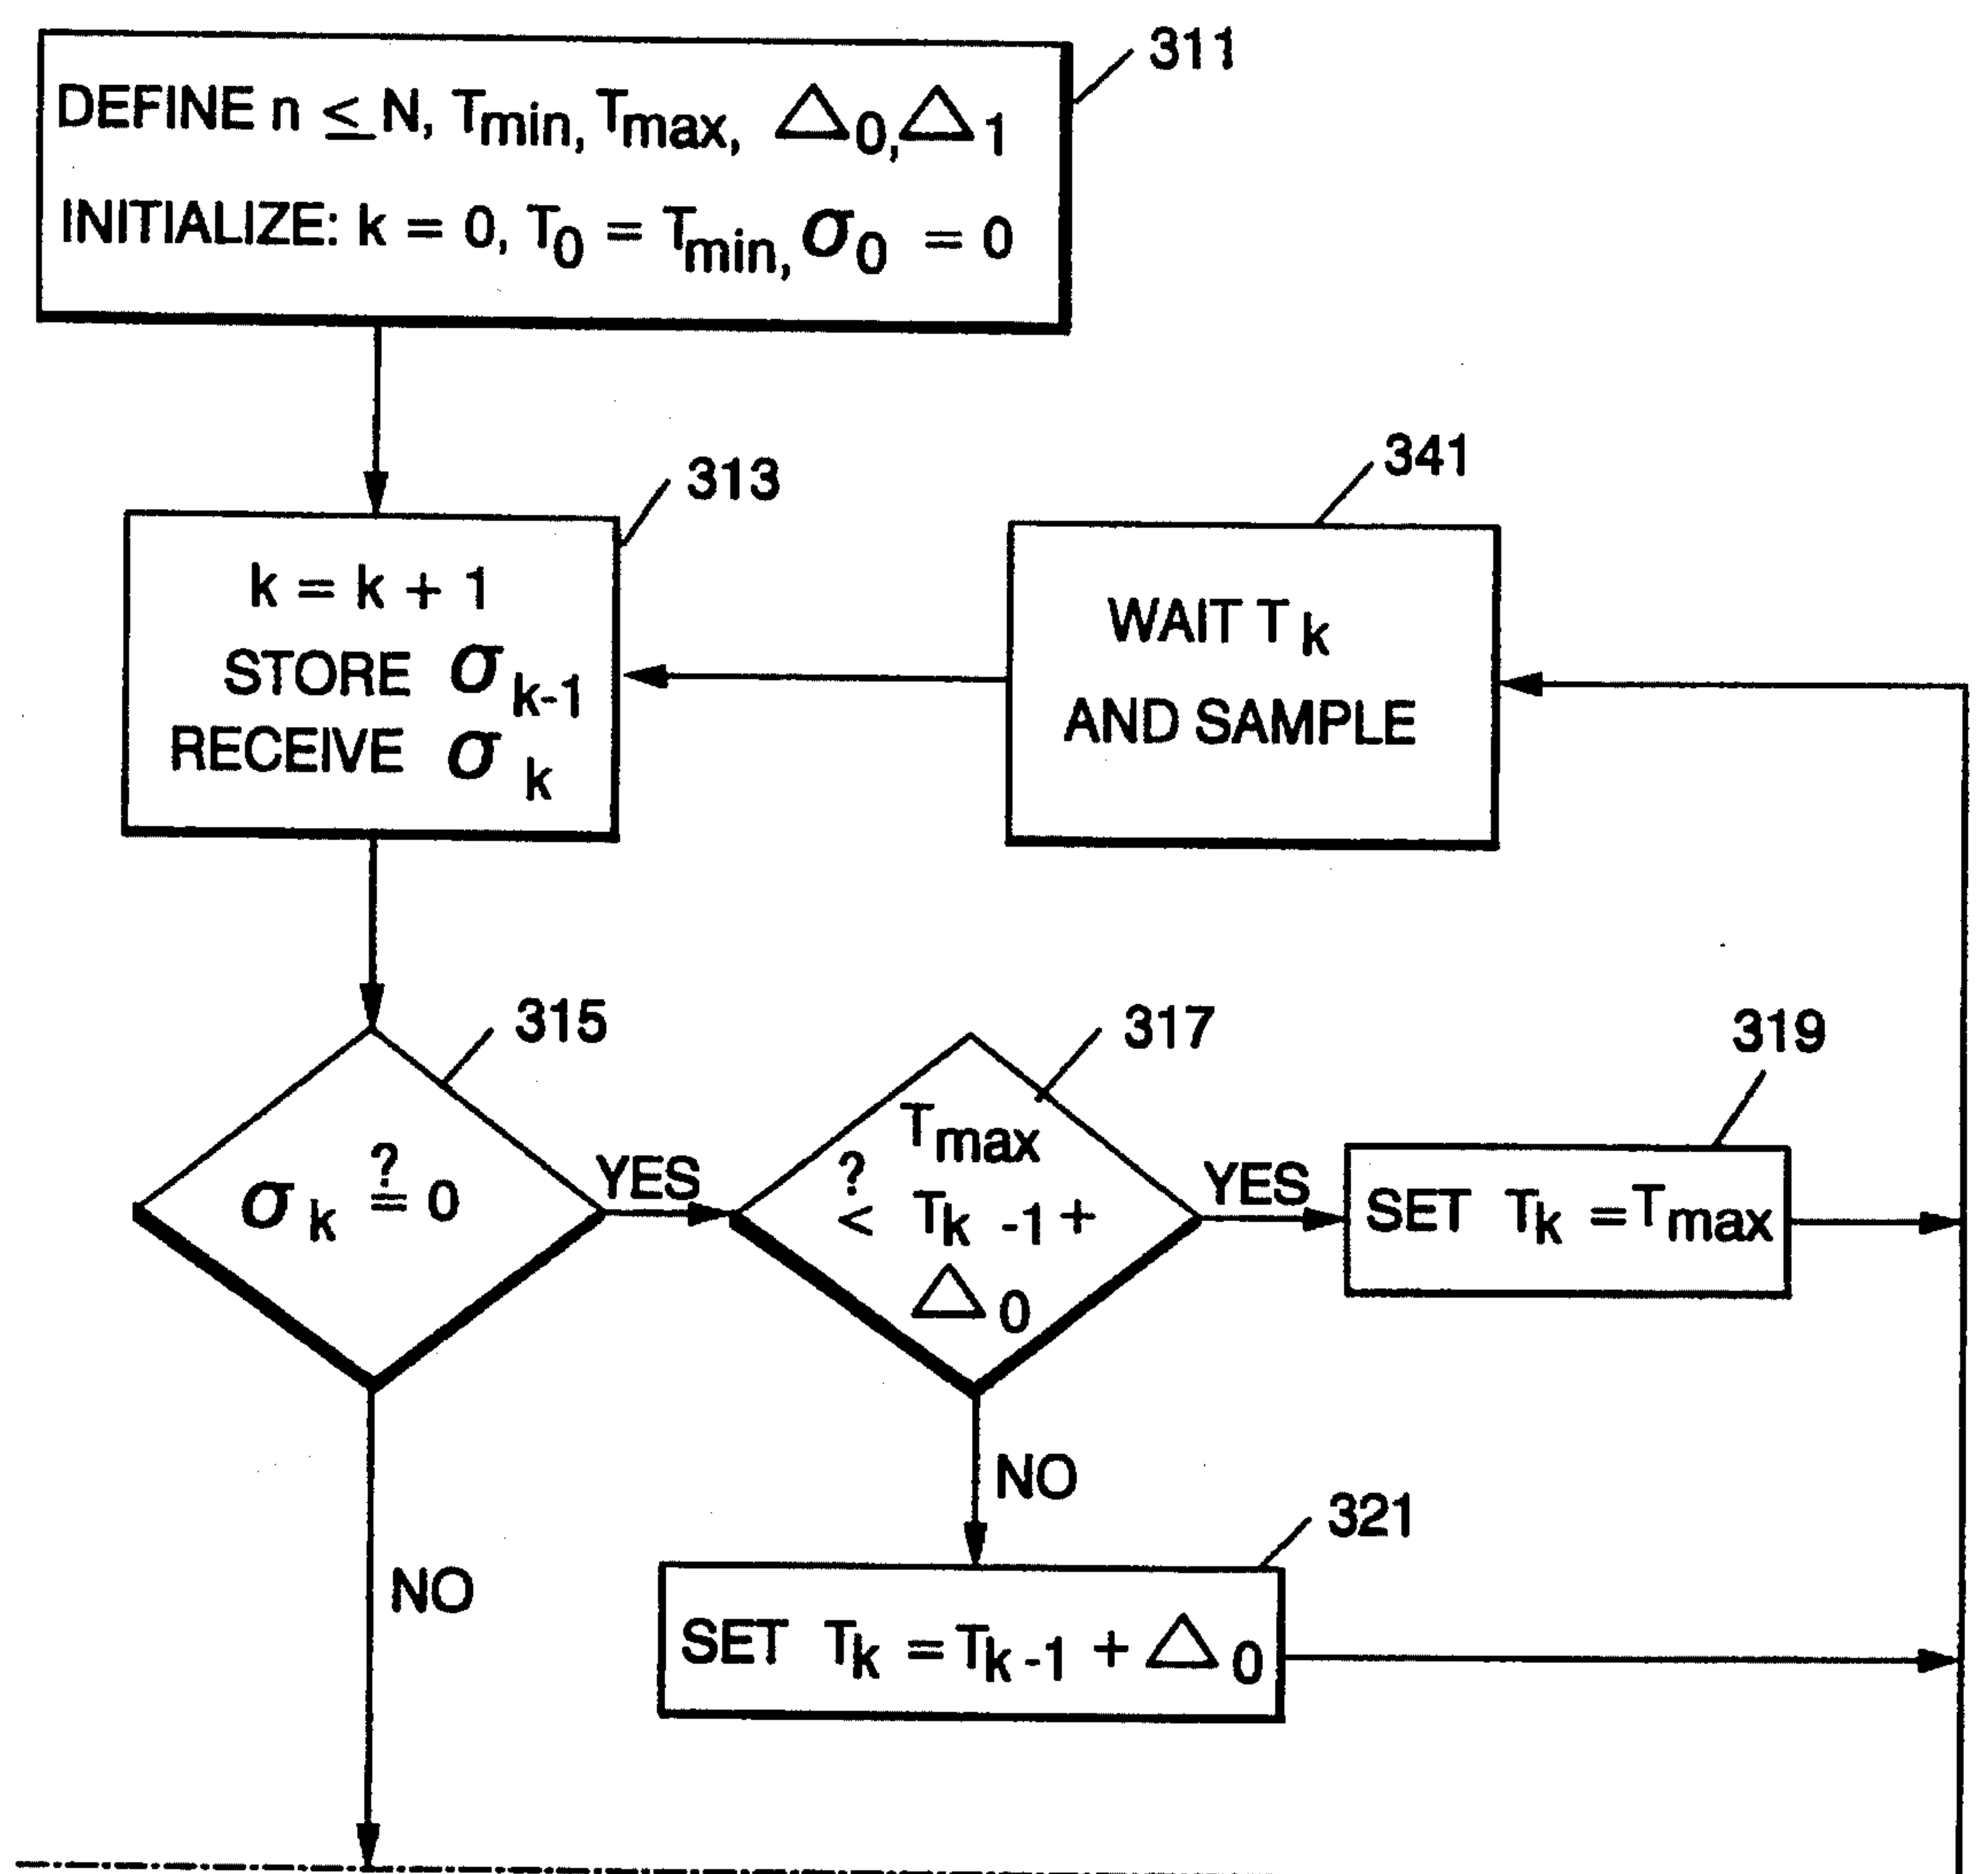 311
DEFINE n ≤ N, Tmin, Tmax, △0, △1
INITIALIZE: k = 0, T0 = Tmin, σ0 = 0
313
k = k + 1
STORE σk-1
RECEIVE σk
341
WAIT Tk
AND SAMPLE
315
σk ?= 0
YES
317
Tmax
? < Tk-1 +
△0
YES
319
SET Tk = Tmax
NO
NO
321
SET Tk = Tk-1 + △0